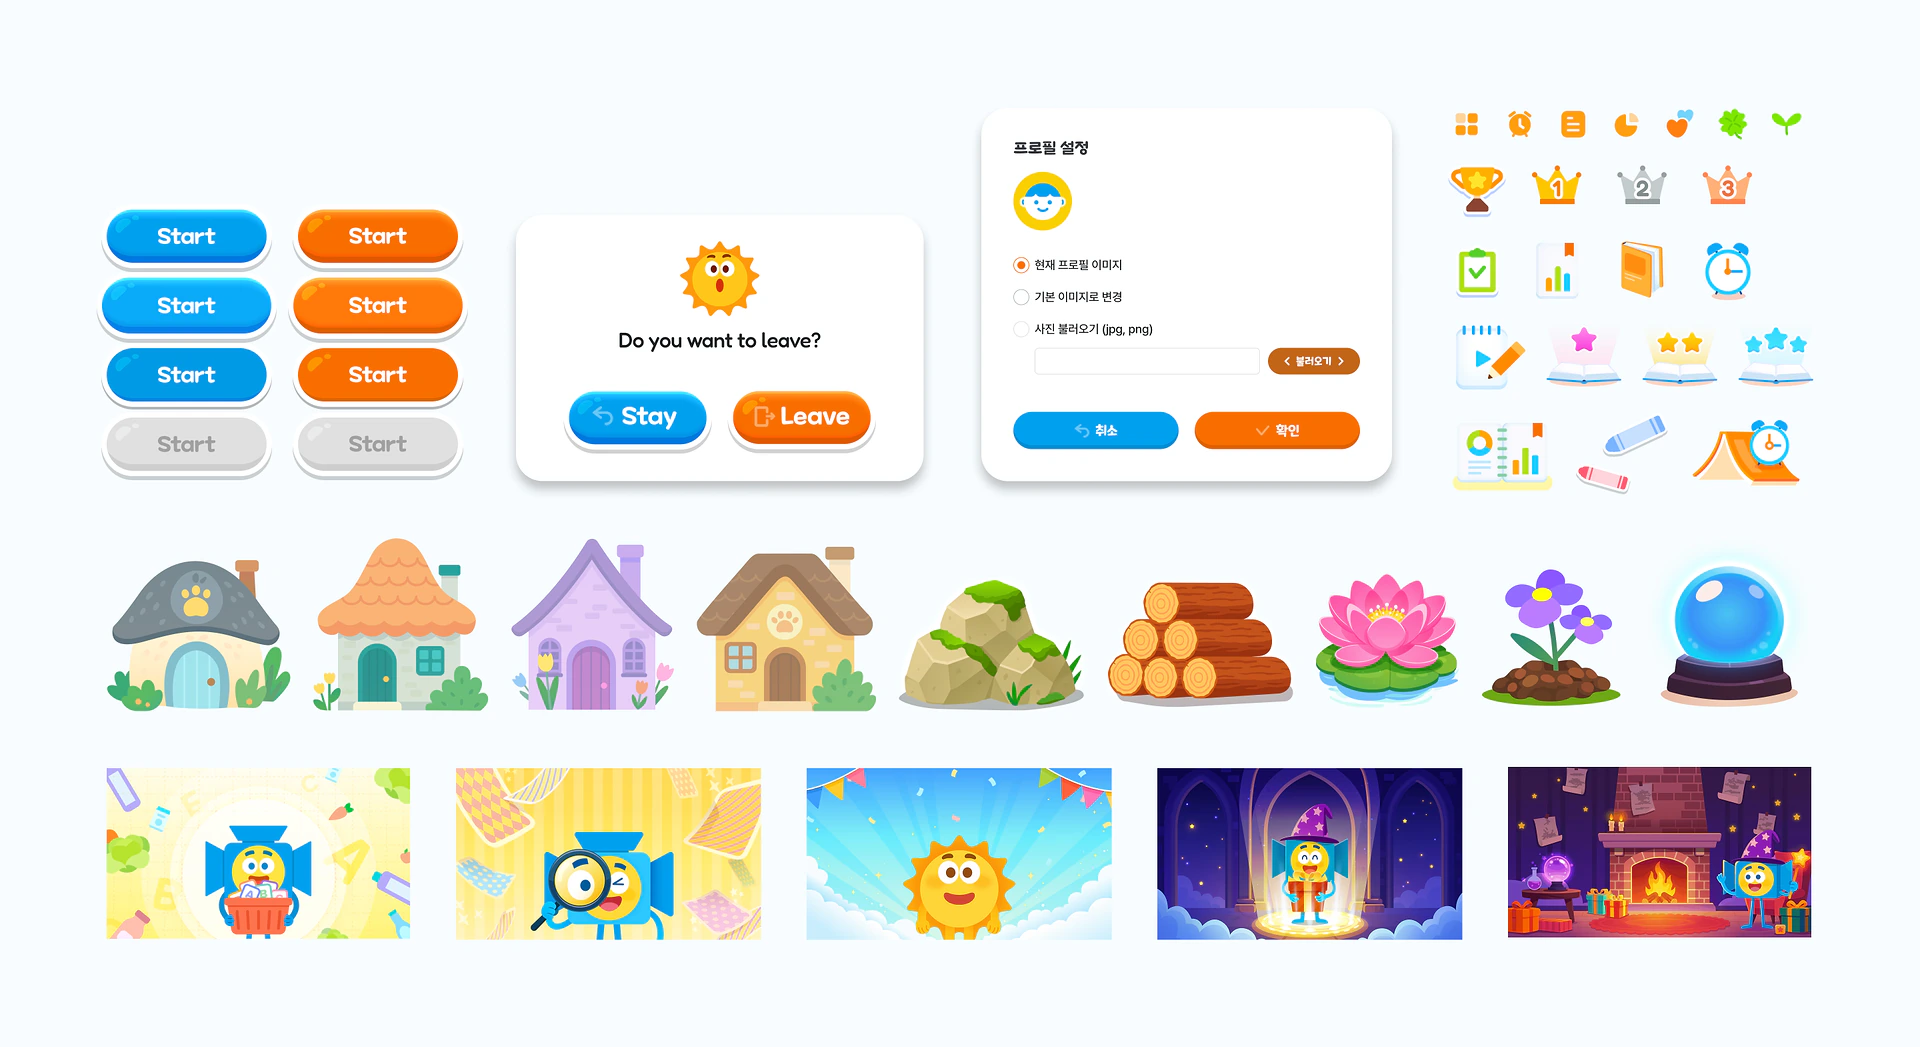 Start
Start
Start
Start
Start
Start
Start
Start
Do you want to leave?
Stay
Leave
프로필 설정
현재 프로필 이미지
기본 이미지로 변경
사진 불러오기 (jpg, png)
불러오기
취소
확인
1
2
3
E
C
A
B